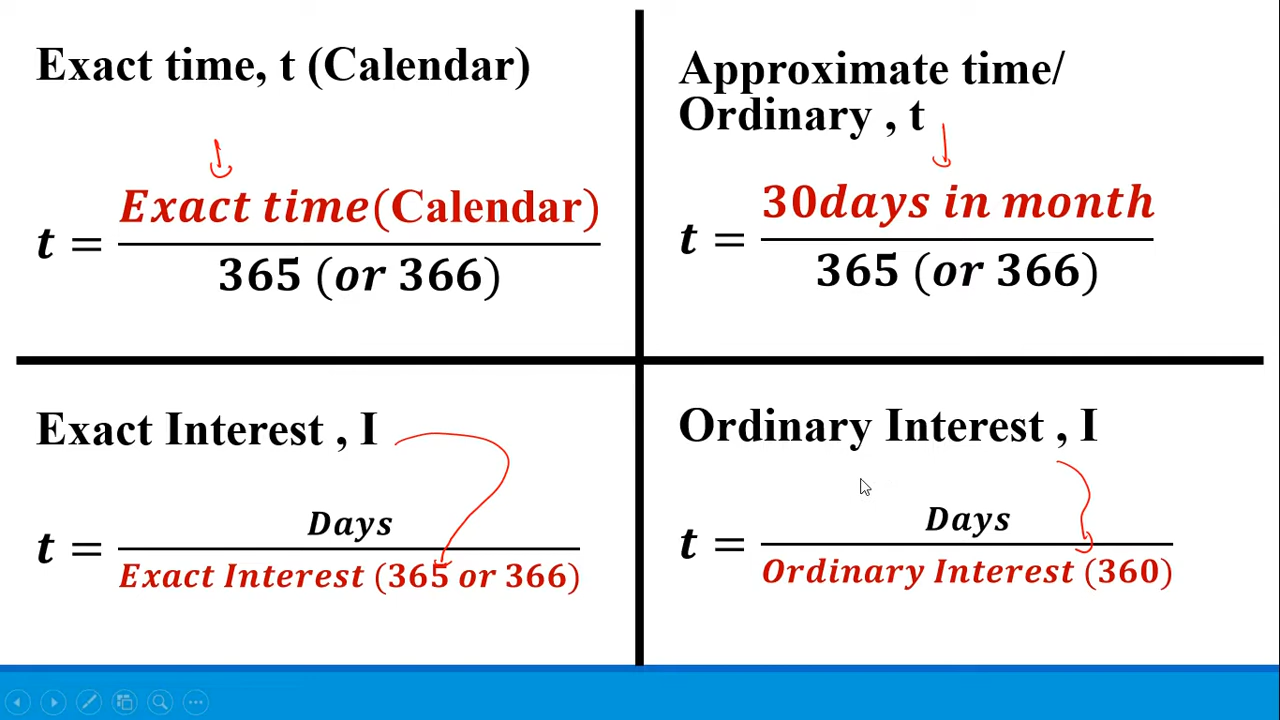 Exact time, t (Calendar)
t = Exact time(Calendar) / 365 (or 366)
Approximate time/
Ordinary , t
t = 30days in month / 365 (or 366)
Exact Interest , I
t = Days / Exact Interest (365 or 366)
Ordinary Interest , I
t = Days / Ordinary Interest (360)